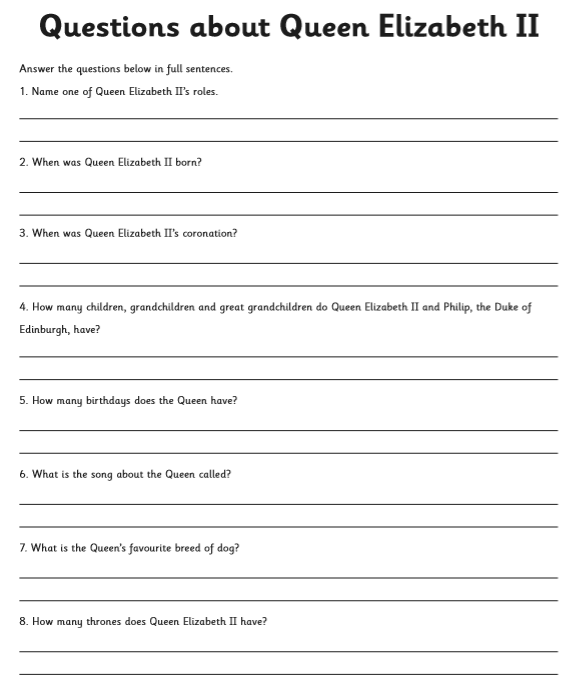 Questions about Queen Elizabeth II
Answer the questions below in full sentences.
1. Name one of Queen Elizabeth II's roles.
2. When was Queen Elizabeth II born?
3. When was Queen Elizabeth II's coronation?
4. How many children, grandchildren and great grandchildren do Queen Elizabeth II and Philip, the Duke of
Edinburgh, have?
5. How many birthdays does the Queen have?
6. What is the song about the Queen called?
7. What is the Queen's favourite breed of dog?
8. How many thrones does Queen Elizabeth II have?